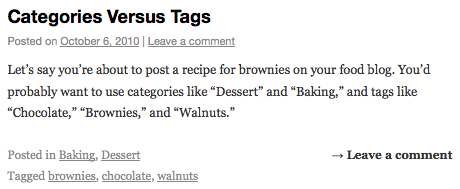 Categories Versus Tags
Posted on October 6, 2010 | Leave a comment
Let’s say you’re about to post a recipe for brownies on your food blog. You’d
probably want to use categories like “Dessert” and “Baking,” and tags like
“Chocolate,” “Brownies,” and “Walnuts.”
Posted in Baking, Dessert → Leave a comment
Tagged brownies, chocolate, walnuts